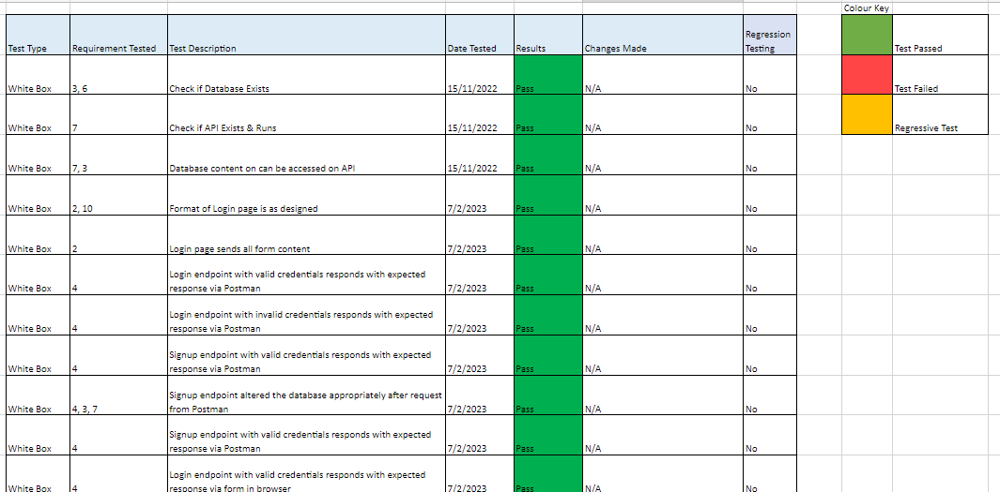 Colour Key
Test Type Requirement Tested Test Description Date Tested Results Changes Made Regression Testing
Test Passed
White Box 3, 6 Check if Database Exists 15/11/2022 Pass N/A No
Test Failed
White Box 7 Check if API Exists & Runs 15/11/2022 Pass N/A No
Regressive Test
White Box 7, 3 Database content on can be accessed on API 15/11/2022 Pass N/A No
White Box 2, 10 Format of Login page is as designed 7/2/2023 Pass N/A No
White Box 2 Login page sends all form content 7/2/2023 Pass N/A No
White Box 4 Login endpoint with valid credentials responds with expected
response via Postman 7/2/2023 Pass N/A No
White Box 4 Login endpoint with invalid credentials responds with expected
response via Postman 7/2/2023 Pass N/A No
White Box 4 Signup endpoint with valid credentials responds with expected
response via Postman 7/2/2023 Pass N/A No
White Box 4, 3, 7 Signup endpoint altered the database appropriately after request
from Postman 7/2/2023 Pass N/A No
White Box 4 Signup endpoint with valid credentials responds with expected
response via Postman 7/2/2023 Pass N/A No
White Box 4 Login endpoint with valid credentials responds with expected
response via form in browser 7/2/2023 Pass N/A No